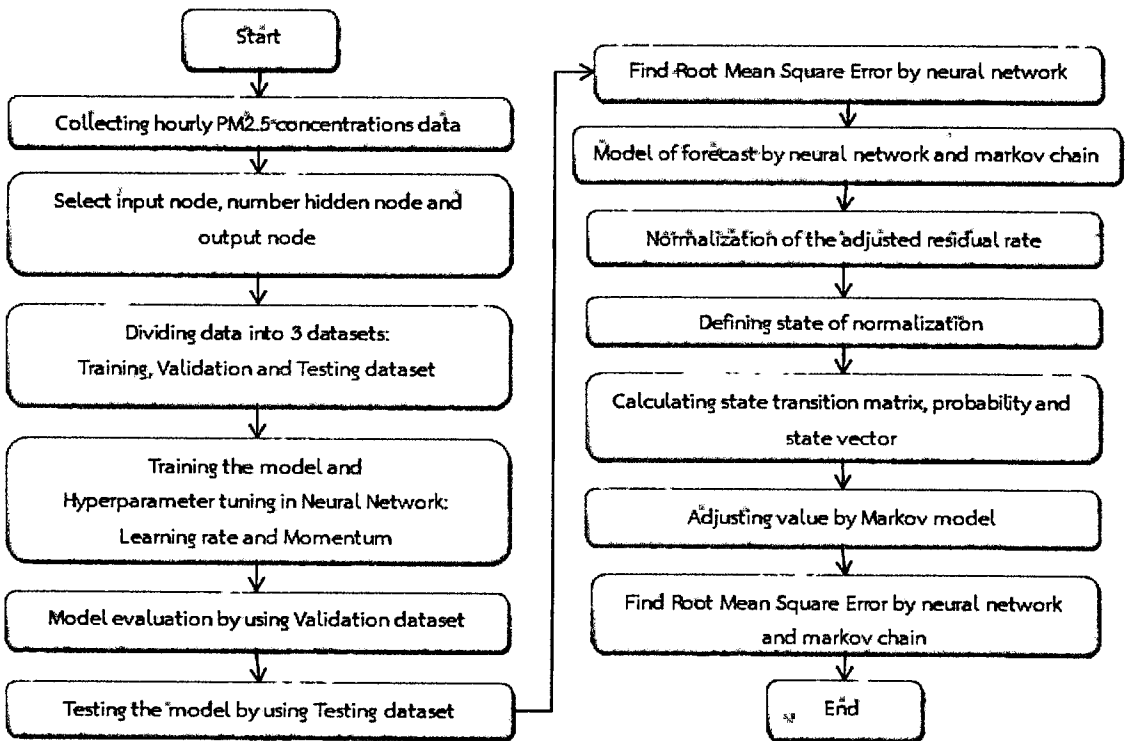 Start
Collecting hourly PM2.5 concentrations data
Select input node, number hidden node and
output node
Dividing data into 3 datasets:
Training, Validation and Testing dataset
Training the model and
Hyperparameter tuning in Neural Network:
Learning rate and Momentum
Model evaluation by using Validation dataset
Testing the model by using Testing dataset
Find Root Mean Square Error by neural network
Model of forecast by neural network and markov chain
Normalization of the adjusted residual rate
Defining state of normalization
Calculating state transition matrix, probability and
state vector
Adjusting value by Markov model
Find Root Mean Square Error by neural network
and markov chain
End